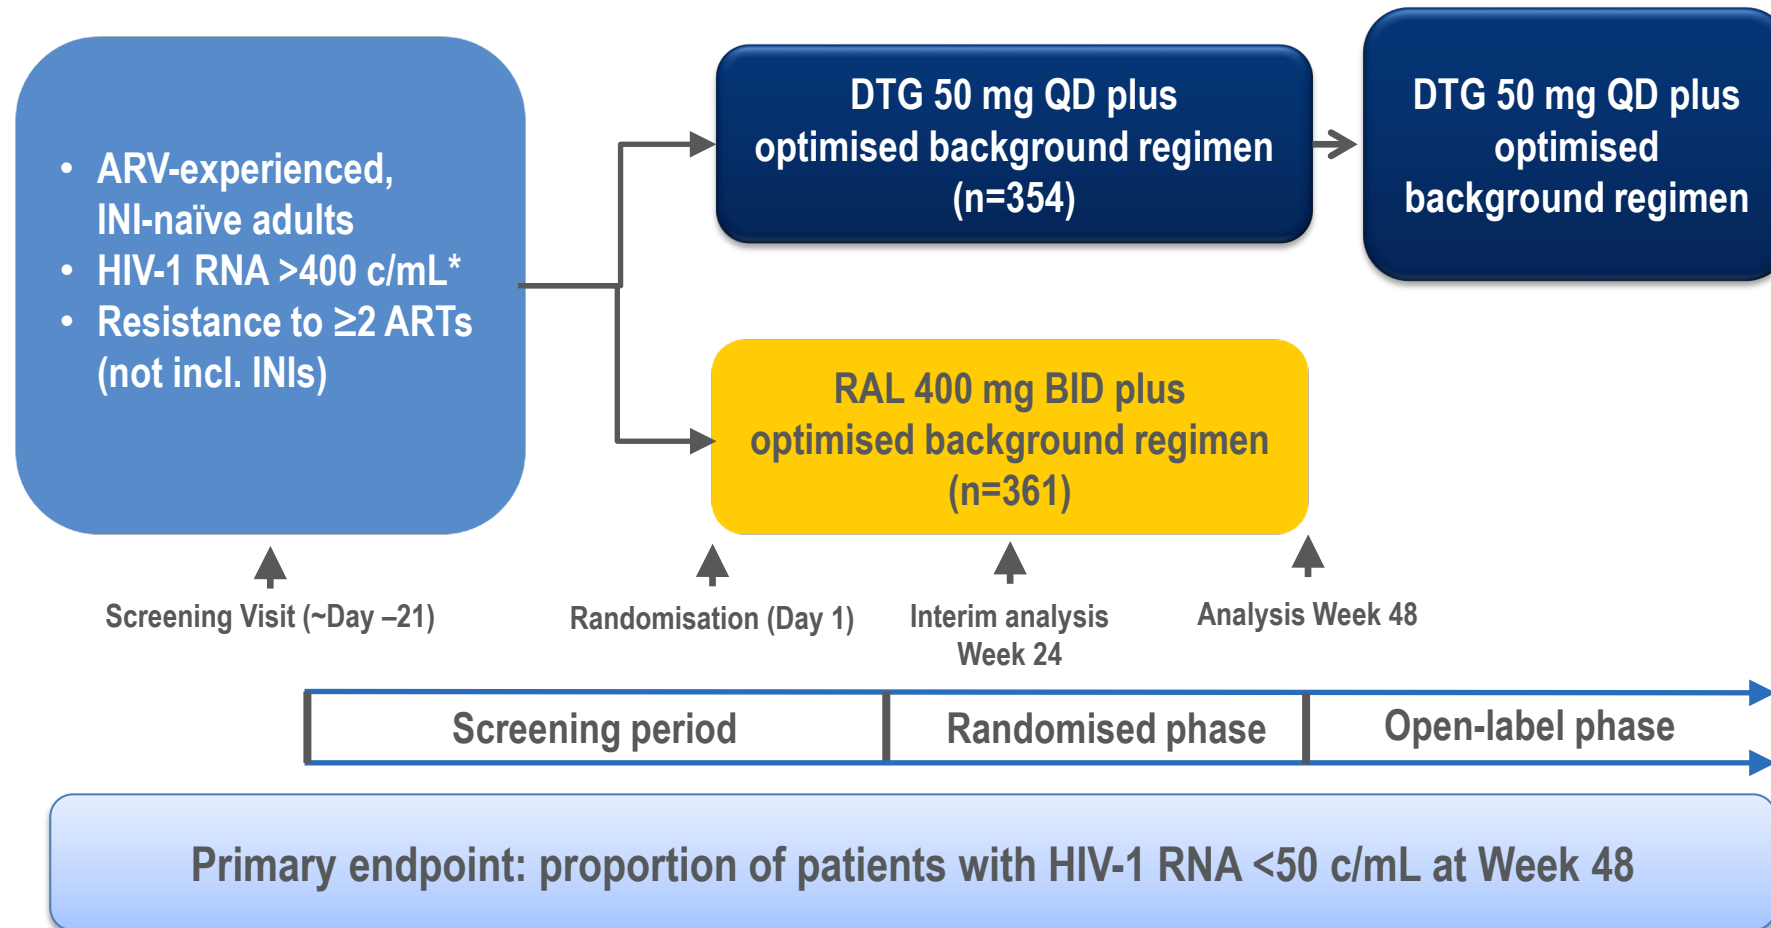 • ARV-experienced,
INI-naïve adults
• HIV-1 RNA >400 c/mL*
• Resistance to ≥2 ARTs
(not incl. INIs)
DTG 50 mg QD plus
optimised background regimen
(n=354)
DTG 50 mg QD plus
optimised
background regimen
RAL 400 mg BID plus
optimised background regimen
(n=361)
Screening Visit (~Day –21)
Randomisation (Day 1)
Interim analysis
Week 24
Analysis Week 48
Screening period
Randomised phase
Open-label phase
Primary endpoint: proportion of patients with HIV-1 RNA <50 c/mL at Week 48